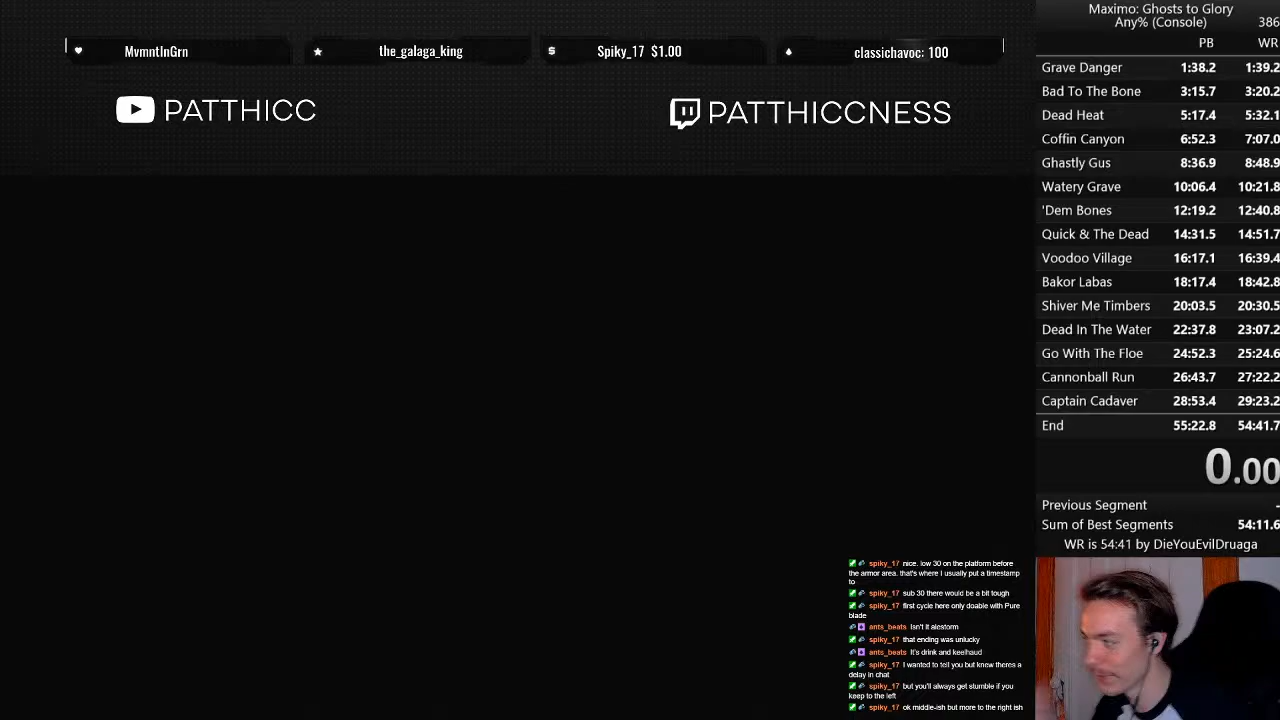 Maximo: Ghosts to Glory
Any% (Console) 386
MvmntInGrn the_galaga_king Spiky_17 $1.00 classichavoc: 100
PATTHICC PATTHICCNESS
PB WR
Grave Danger 1:38.2 1:39.2
Bad To The Bone 3:15.7 3:20.2
Dead Heat 5:17.4 5:32.1
Coffin Canyon 6:52.3 7:07.0
Ghastly Gus 8:36.9 8:48.9
Watery Grave 10:06.4 10:21.8
'Dem Bones 12:19.2 12:40.8
Quick & The Dead 14:31.5 14:51.7
Voodoo Village 16:17.1 16:39.4
Bakor Labas 18:17.4 18:42.8
Shiver Me Timbers 20:03.5 20:30.5
Dead In The Water 22:37.8 23:07.2
Go With The Floe 24:52.3 25:24.6
Cannonball Run 26:43.7 27:22.2
Captain Cadaver 28:53.4 29:23.2
End 55:22.8 54:41.7
0.00
Previous Segment -
Sum of Best Segments 54:11.6
WR is 54:41 by DieYouEvilDruaga
spiky_17 nice. low 30 on the platform before
the armor area. that's where I usually put a timestamp
to
spiky_17 sub 30 there would be a bit tough
spiky_17 first cycle here only doable with Pure
blade
ants_beats Isn't it alestorm
spiky_17 that ending was unlucky
ants_beats It's drink and keelhaud
spiky_17 I wanted to tell you but knew theres a
delay in chat
spiky_17 but you'll always get stumble if you
keep to the left
spiky_17 ok middle-ish but more to the right ish